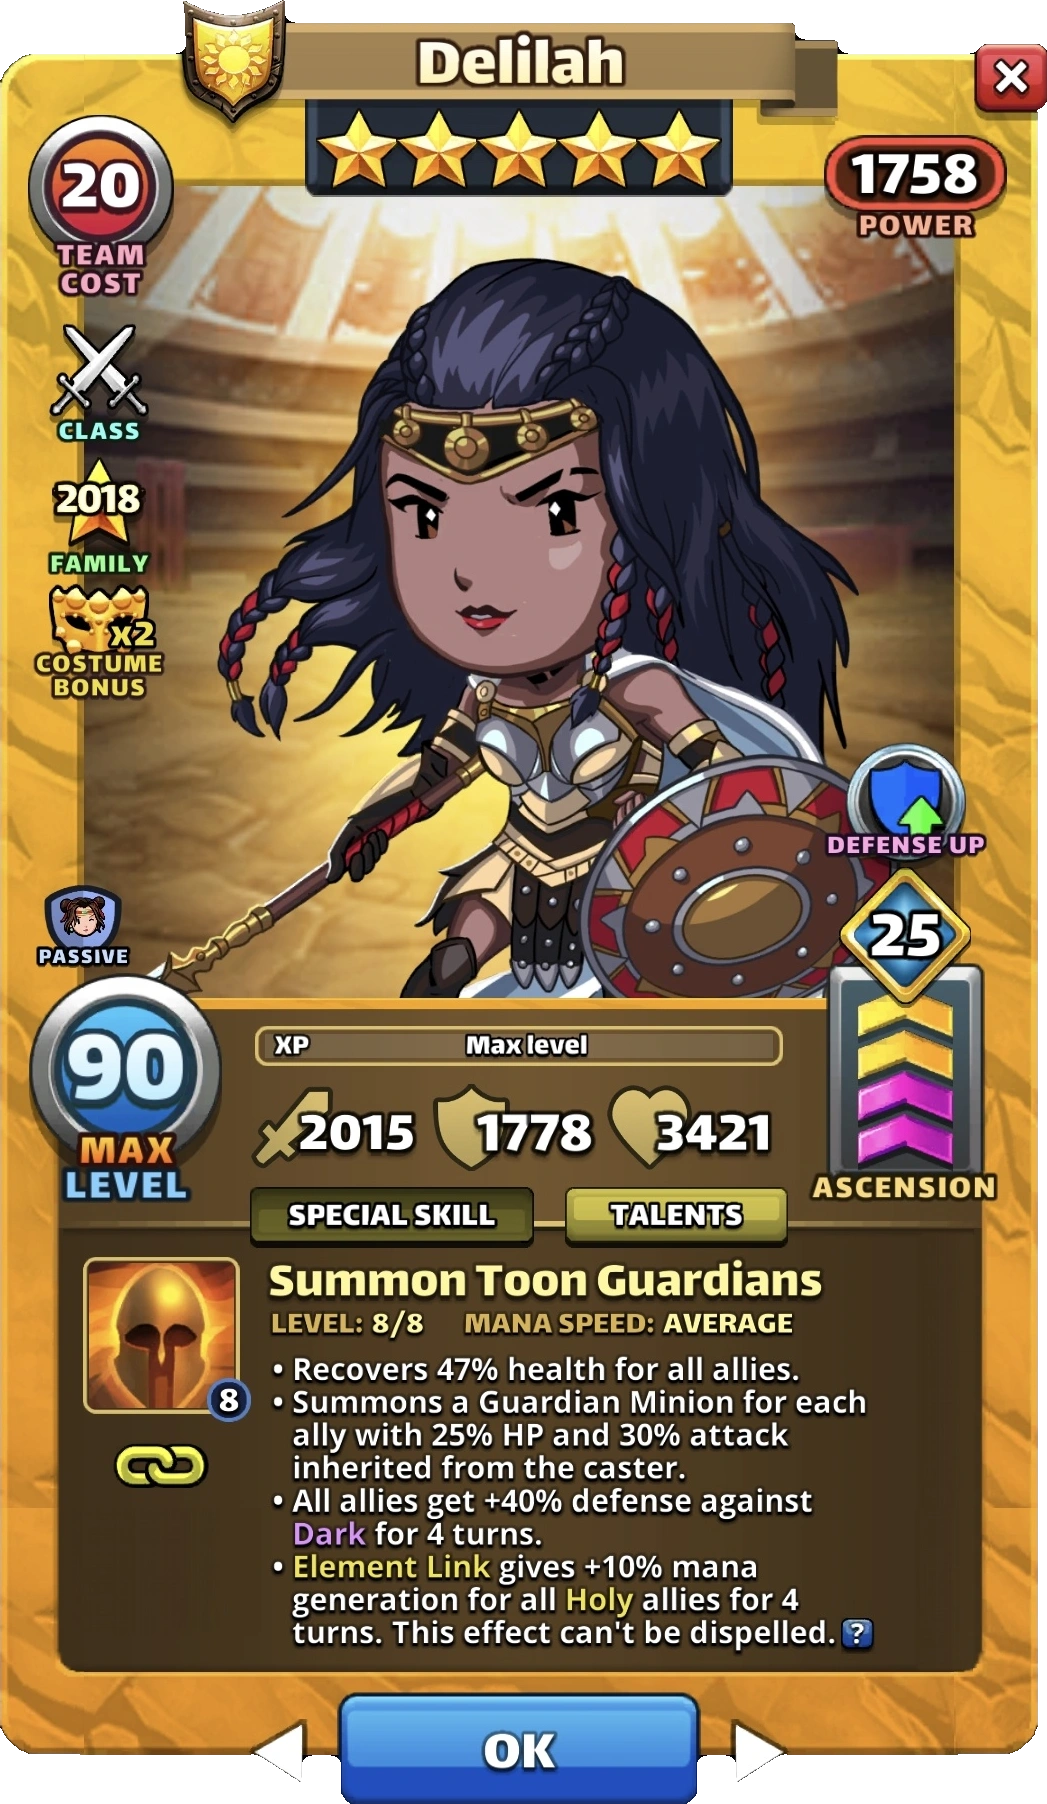 Delilah
20
TEAM
COST
1758
POWER
CLASS
2018
FAMILY
x2
COSTUME
BONUS
DEFENSE UP
25
PASSIVE
90
MAX
LEVEL
XP Max level
2015 1778 3421
ASCENSION
SPECIAL SKILL TALENTS
Summon Toon Guardians
LEVEL: 8/8 MANA SPEED: AVERAGE
8
• Recovers 47% health for all allies.
• Summons a Guardian Minion for each
ally with 25% HP and 30% attack
inherited from the caster.
• All allies get +40% defense against
Dark for 4 turns.
• Element Link gives +10% mana
generation for all Holy allies for 4
turns. This effect can't be dispelled. ?
OK